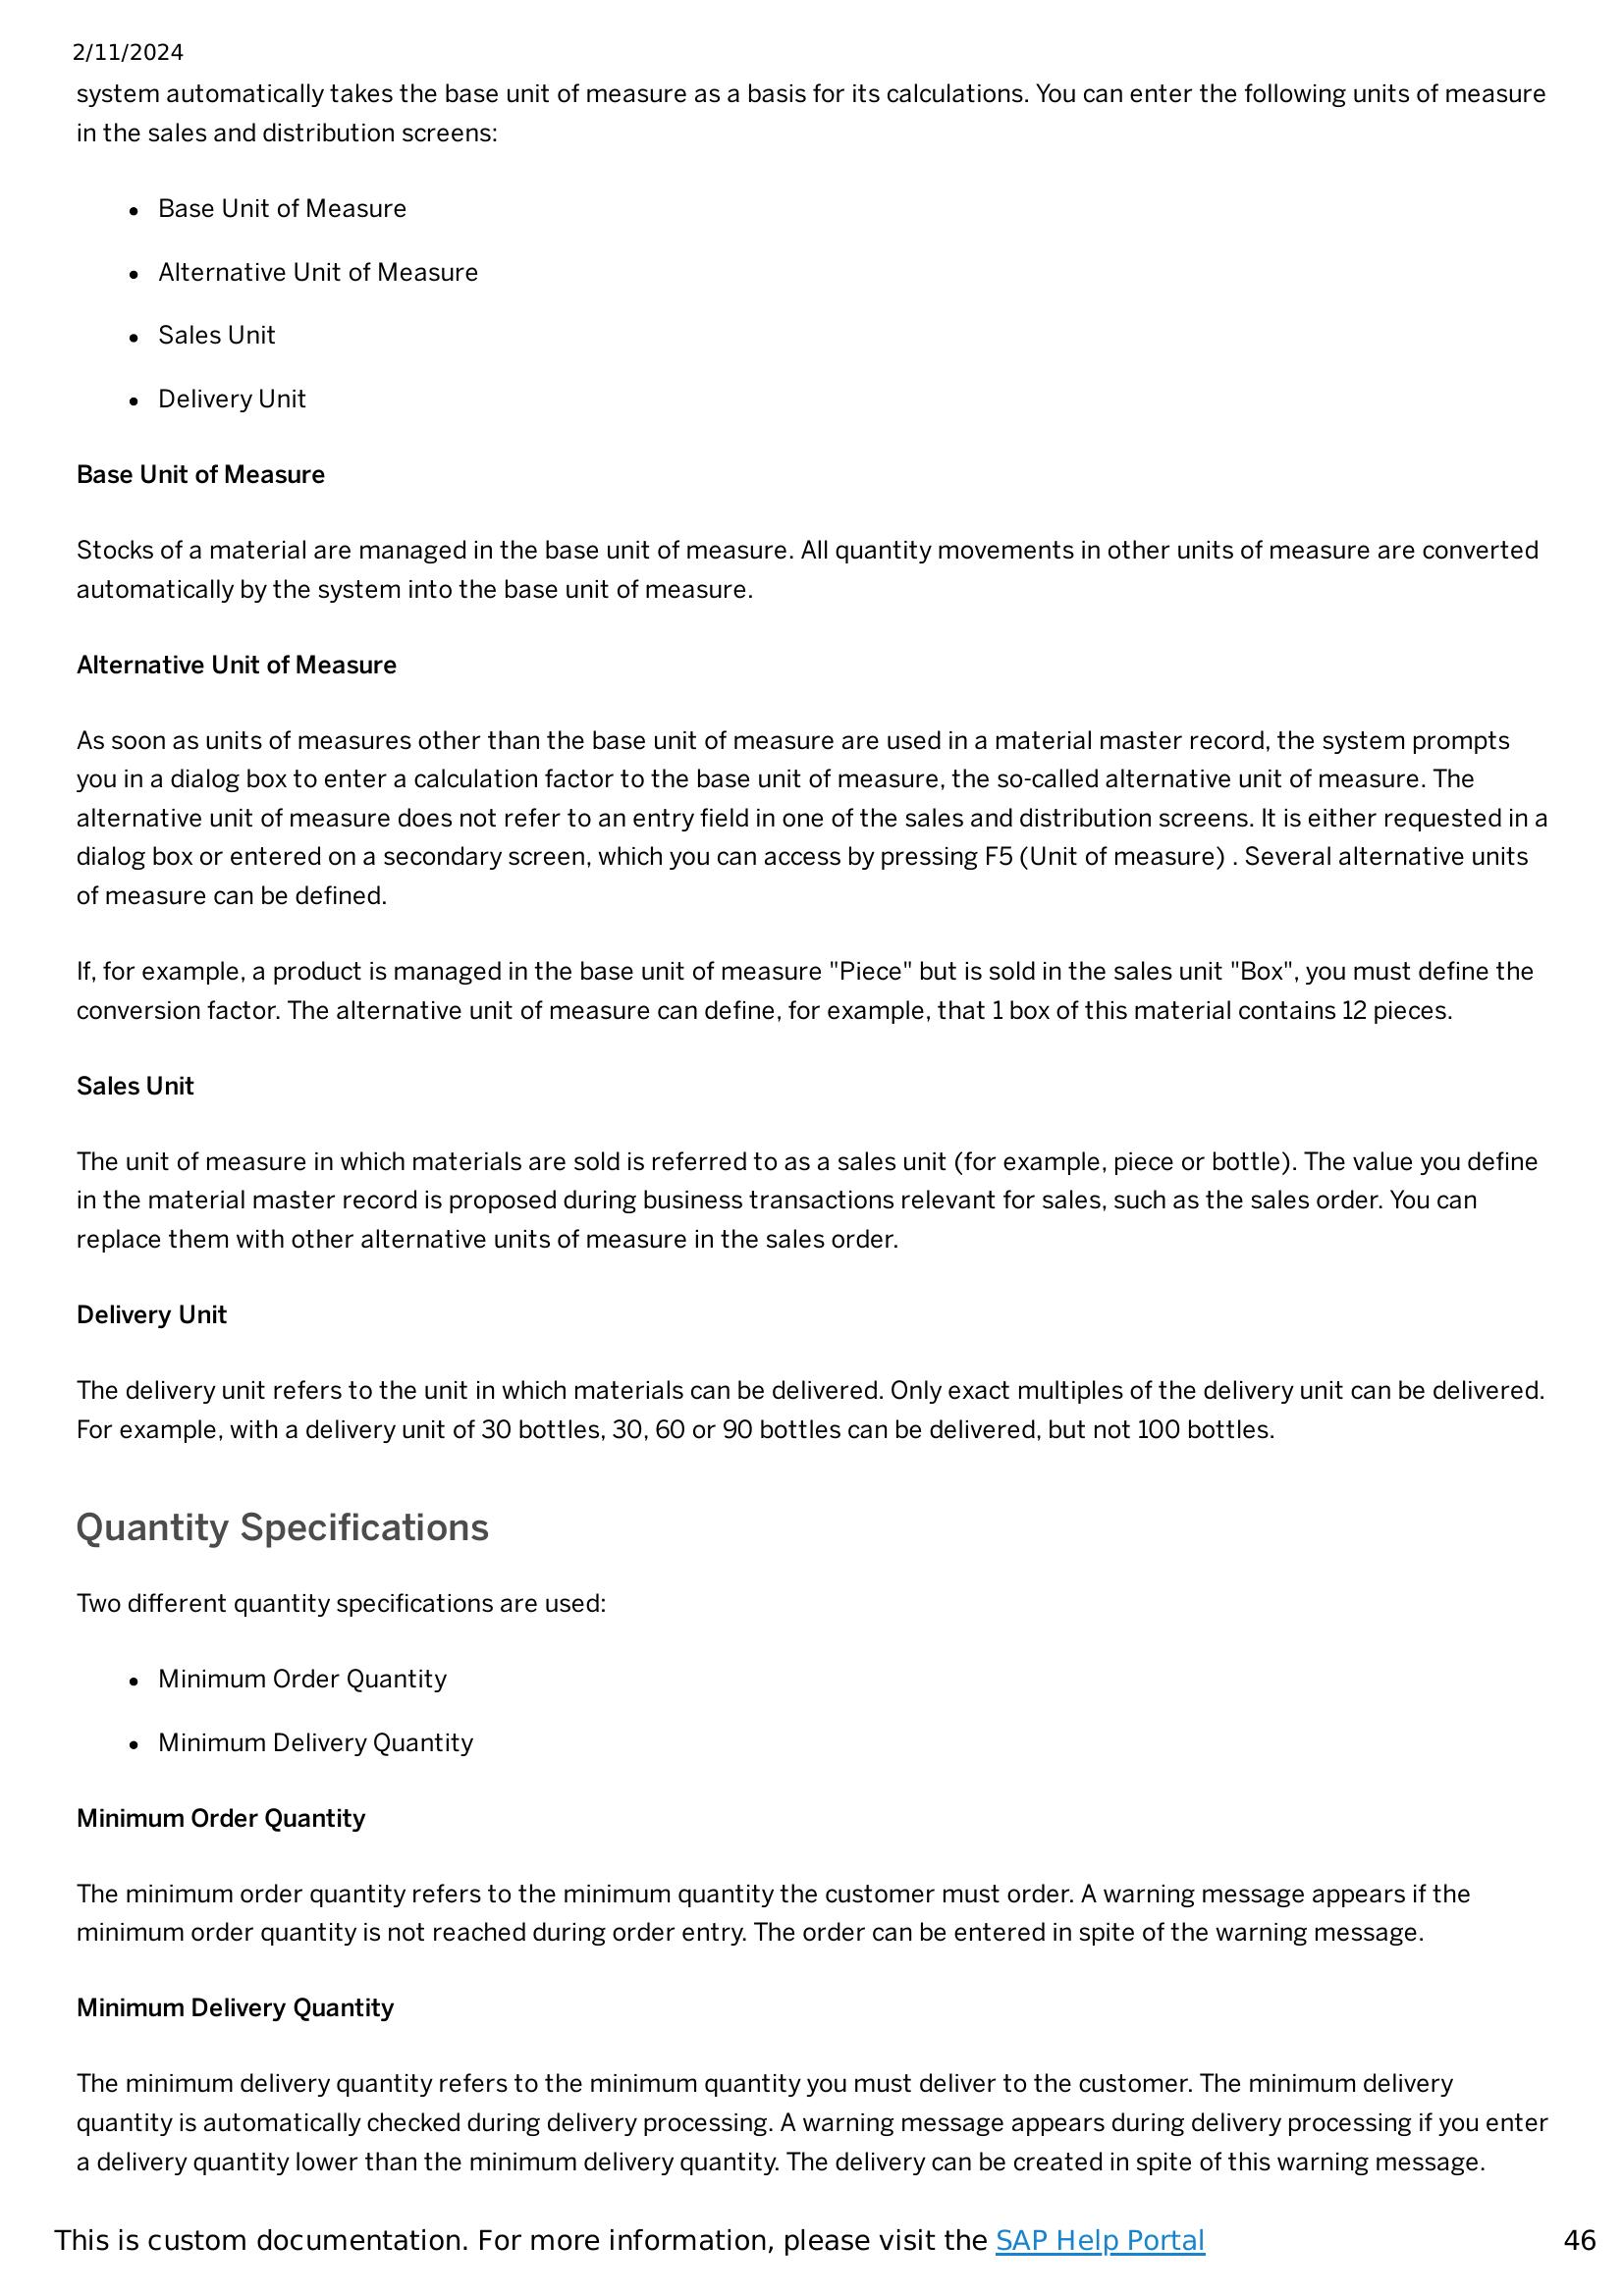 2/11/2024
system automatically takes the base unit of measure as a basis for its calculations. You can enter the following units of measure
in the sales and distribution screens:
• Base Unit of Measure
• Alternative Unit of Measure
• Sales Unit
• Delivery Unit
Base Unit of Measure
Stocks of a material are managed in the base unit of measure. All quantity movements in other units of measure are converted
automatically by the system into the base unit of measure.
Alternative Unit of Measure
As soon as units of measures other than the base unit of measure are used in a material master record, the system prompts
you in a dialog box to enter a calculation factor to the base unit of measure, the so-called alternative unit of measure. The
alternative unit of measure does not refer to an entry field in one of the sales and distribution screens. It is either requested in a
dialog box or entered on a secondary screen, which you can access by pressing F5 (Unit of measure) . Several alternative units
of measure can be defined.
If, for example, a product is managed in the base unit of measure "Piece" but is sold in the sales unit "Box", you must define the
conversion factor. The alternative unit of measure can define, for example, that 1 box of this material contains 12 pieces.
Sales Unit
The unit of measure in which materials are sold is referred to as a sales unit (for example, piece or bottle). The value you define
in the material master record is proposed during business transactions relevant for sales, such as the sales order. You can
replace them with other alternative units of measure in the sales order.
Delivery Unit
The delivery unit refers to the unit in which materials can be delivered. Only exact multiples of the delivery unit can be delivered.
For example, with a delivery unit of 30 bottles, 30, 60 or 90 bottles can be delivered, but not 100 bottles.
Quantity Specifications
Two different quantity specifications are used:
• Minimum Order Quantity
• Minimum Delivery Quantity
Minimum Order Quantity
The minimum order quantity refers to the minimum quantity the customer must order. A warning message appears if the
minimum order quantity is not reached during order entry. The order can be entered in spite of the warning message.
Minimum Delivery Quantity
The minimum delivery quantity refers to the minimum quantity you must deliver to the customer. The minimum delivery
quantity is automatically checked during delivery processing. A warning message appears during delivery processing if you enter
a delivery quantity lower than the minimum delivery quantity. The delivery can be created in spite of this warning message.
This is custom documentation. For more information, please visit the SAP Help Portal 46